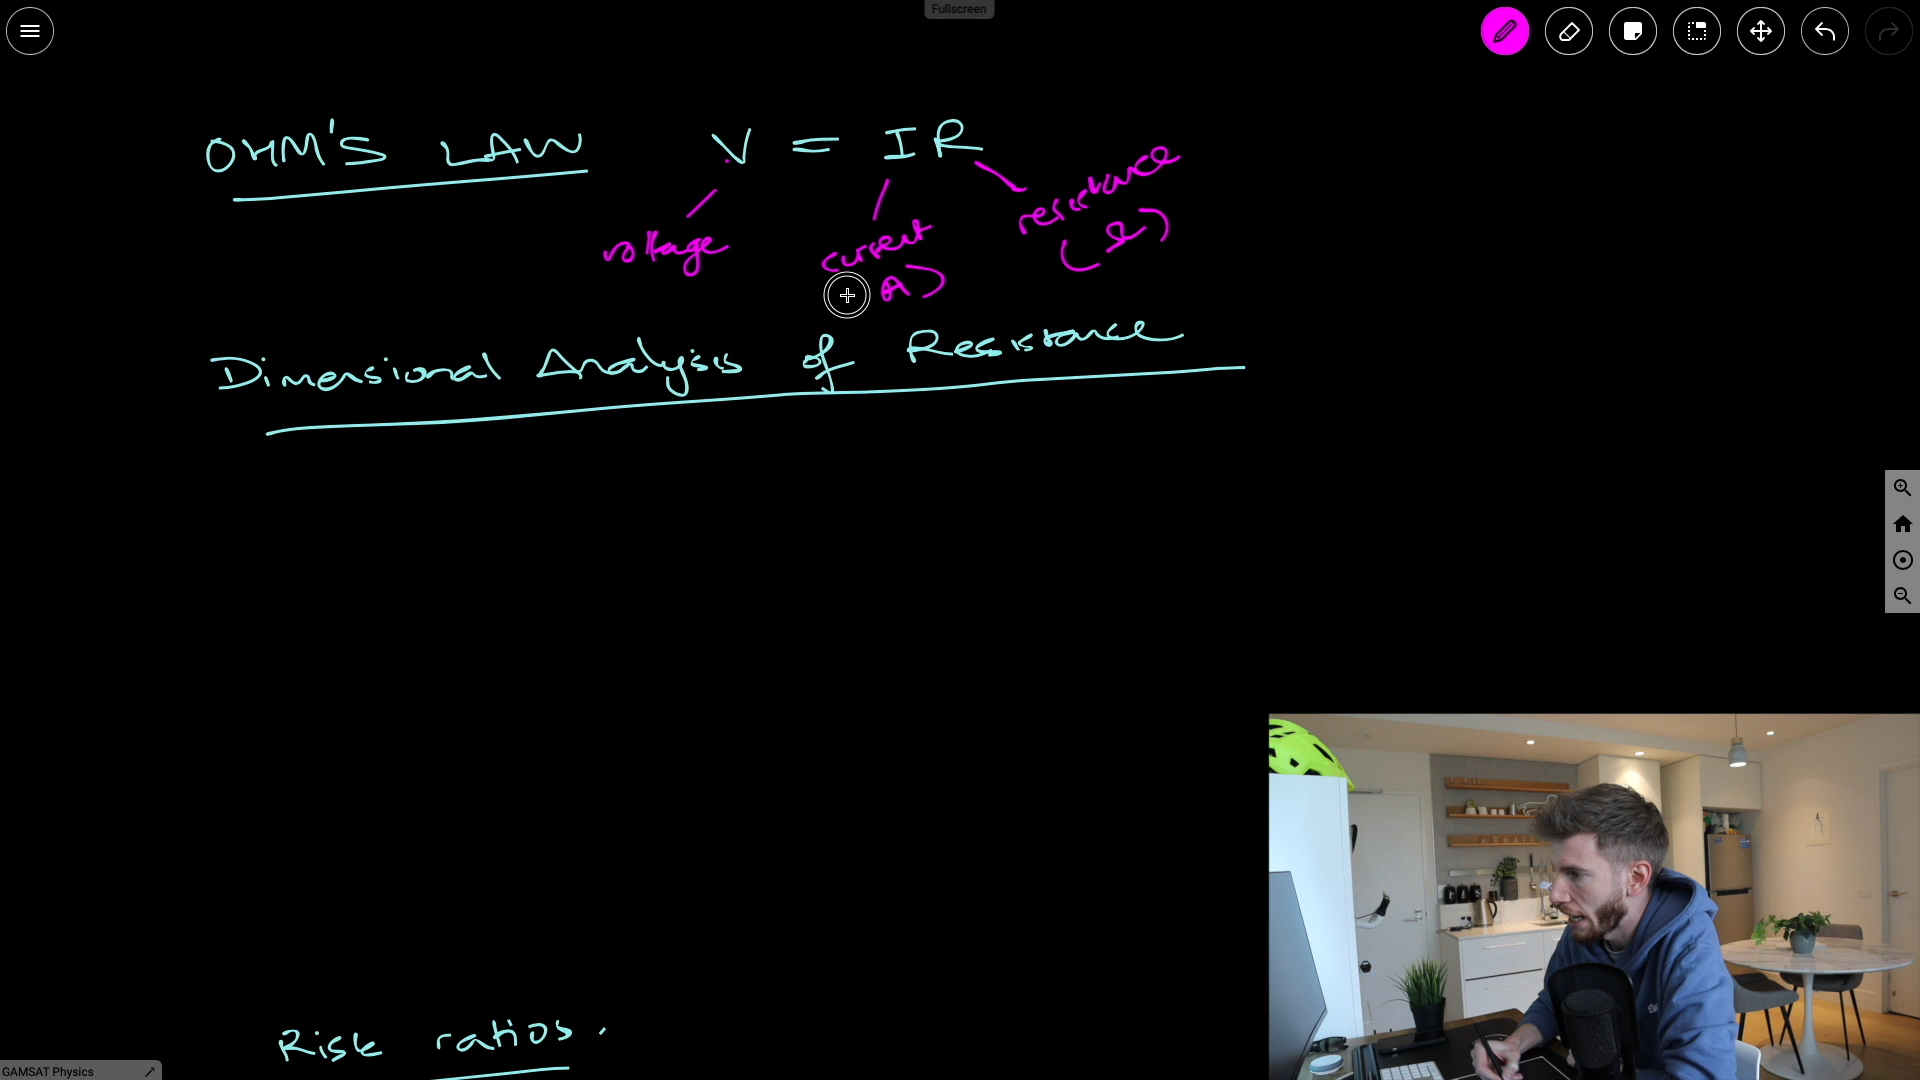 Fullscreen
OHM'S LAW V = IR
voltage
current
A)
resistance
(Ω)
Dimensional Analysis of Resistance
Risk ratios.
GAMSAT Physics